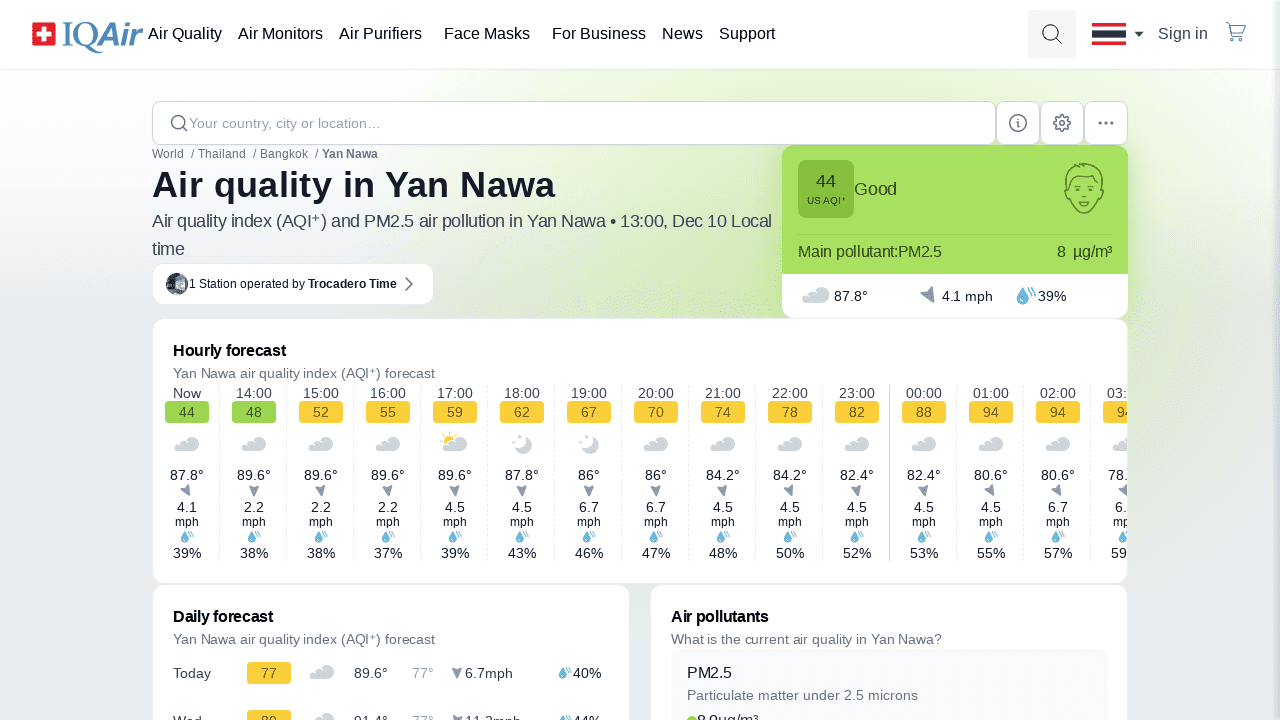 IQAir Air Quality Air Monitors Air Purifiers Face Masks For Business News Support Sign in
Your country, city or location...
World / Thailand / Bangkok / Yan Nawa
Air quality in Yan Nawa
Air quality index (AQI⁺) and PM2.5 air pollution in Yan Nawa • 13:00, Dec 10 Local
time
1 Station operated by Trocadero Time
44
US AQI⁺
Good
Main pollutant:PM2.5 8 µg/m³
87.8° 4.1 mph 39%
Hourly forecast
Yan Nawa air quality index (AQI⁺) forecast
Now 14:00 15:00 16:00 17:00 18:00 19:00 20:00 21:00 22:00 23:00 00:00 01:00 02:00
44 48 52 55 59 62 67 70 74 78 82 88 94 94 94
87.8° 89.6° 89.6° 89.6° 89.6° 87.8° 86° 86° 84.2° 84.2° 82.4° 82.4° 80.6° 80.6°
4.1 2.2 2.2 2.2 4.5 4.5 6.7 6.7 4.5 4.5 4.5 4.5 4.5 6.7
mph mph mph mph mph mph mph mph mph mph mph mph mph mph
39% 38% 38% 37% 39% 43% 46% 47% 48% 50% 52% 53% 55% 57%
Daily forecast
Yan Nawa air quality index (AQI⁺) forecast
Today 77 89.6° 77° 6.7mph 40%
Wed 80 91.4° 77° 11.2mph 44%
Air pollutants
What is the current air quality in Yan Nawa?
PM2.5
Particulate matter under 2.5 microns
8.0µg/m³